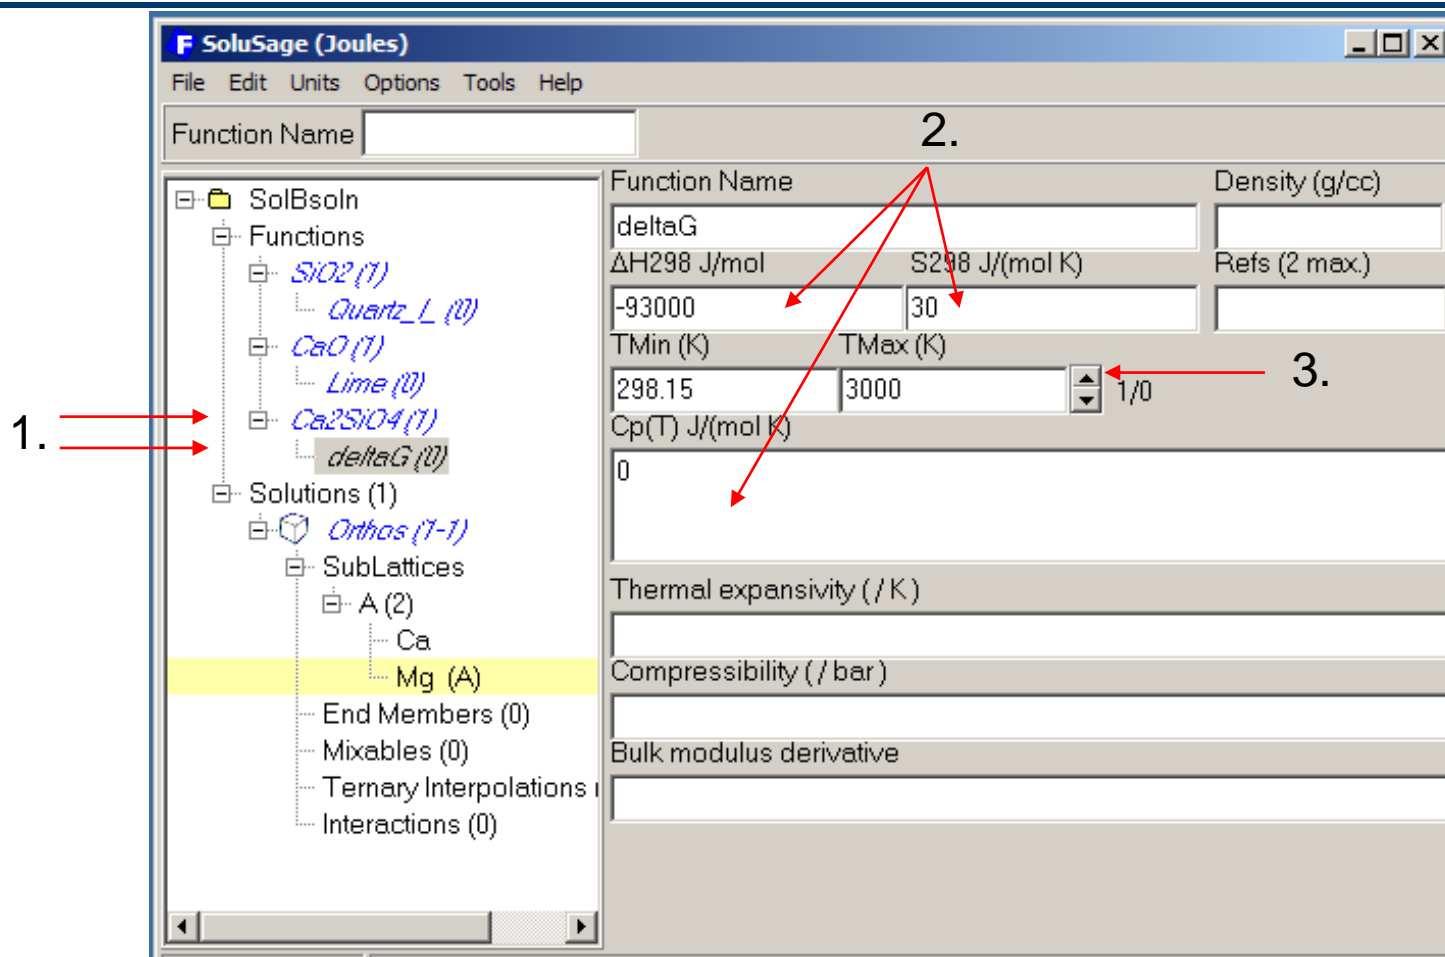 SoluSage (Joules)
File Edit Units Options Tools Help
Function Name
2.
SolBsoln
Functions
SiO2 (1)
Quartz_L (0)
CaO (1)
Lime (0)
1.
Ca2SiO4 (1)
deltaG (0)
Solutions (1)
Orthos (1-1)
SubLattices
A (2)
Ca
Mg (A)
End Members (0)
Mixables (0)
Ternary Interpolations
Interactions (0)
Function Name Density (g/cc)
deltaG
ΔH298 J/mol S298 J/(mol K) Refs (2 max.)
-93000 30
TMin (K) TMax (K)
3.
298.15 3000 1/0
Cp(T) J/(mol K)
0
Thermal expansivity ( / K )
Compressibility ( / bar )
Bulk modulus derivative